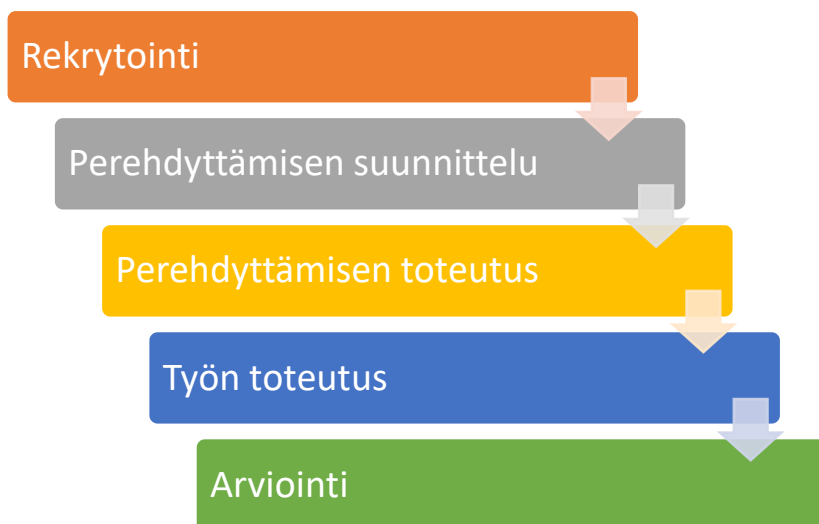 Rekrytointi
Perehdyttämisen suunnittelu
Perehdyttämisen toteutus
Työn toteutus
Arviointi